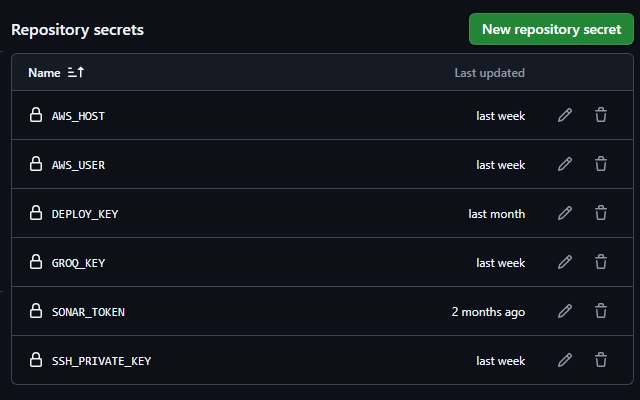 Repository secrets
New repository secret
Name Last updated
AWS_HOST last week
AWS_USER last week
DEPLOY_KEY last month
GROQ_KEY last week
SONAR_TOKEN 2 months ago
SSH_PRIVATE_KEY last week